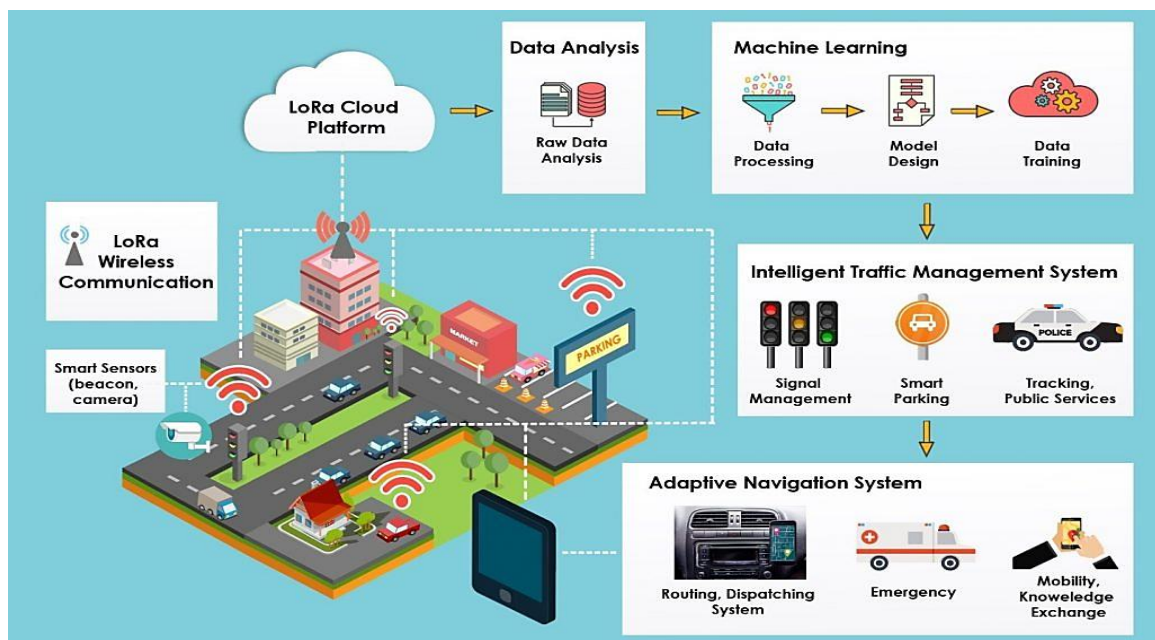 LoRa Cloud
Platform
Data Analysis
Raw Data
Analysis
Machine Learning
Data
Processing
Model
Design
Data
Training
LoRa
Wireless
Communication
Smart Sensors
(beacon,
camera)
MARKET
PARKING
Intelligent Traffic Management System
Signal
Management
Smart
Parking
POLICE
Tracking,
Public Services
Adaptive Navigation System
Routing, Dispatching
System
Emergency
Mobility,
Knoweledge
Exchange